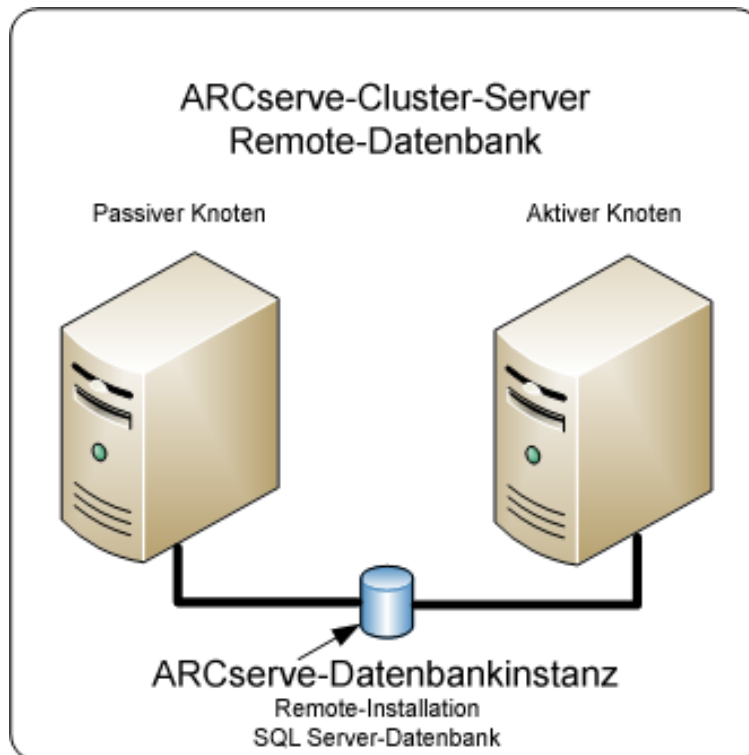 ARCserve-Cluster-Server
Remote-Datenbank
Passiver Knoten
Aktiver Knoten
ARCserve-Datenbankinstanz
Remote-Installation
SQL Server-Datenbank